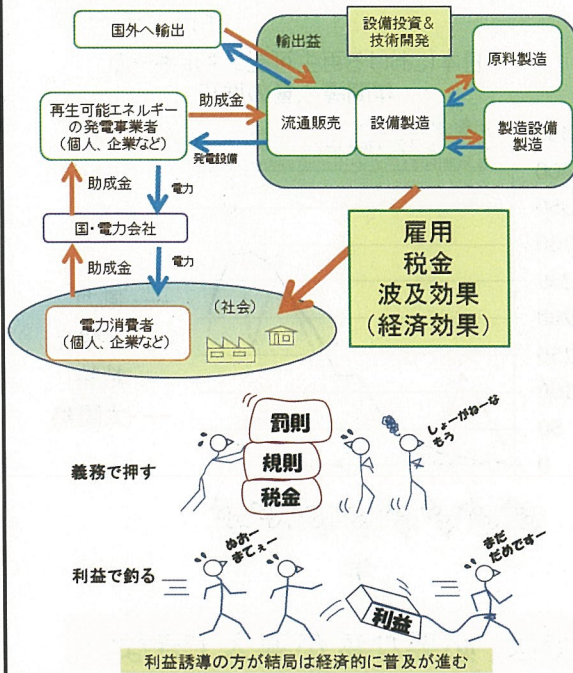 国外へ輸出
輸出益
設備投資&
技術開発
原料製造
再生可能エネルギー
の発電事業者
(個人、企業など)
助成金
流通販売
設備製造
製造設備
製造
発電設備
助成金
電力
国・電力会社
助成金
電力
雇用
税金
波及効果
(経済効果)
(社会)
電力消費者
(個人、企業など)
罰則
規則
税金
しょーがねーな
もう
義務で押す
ぬおー
まてぇー
まだ
だめですー
利益で釣る
利益
利益誘導の方が結局は経済的に普及が進む